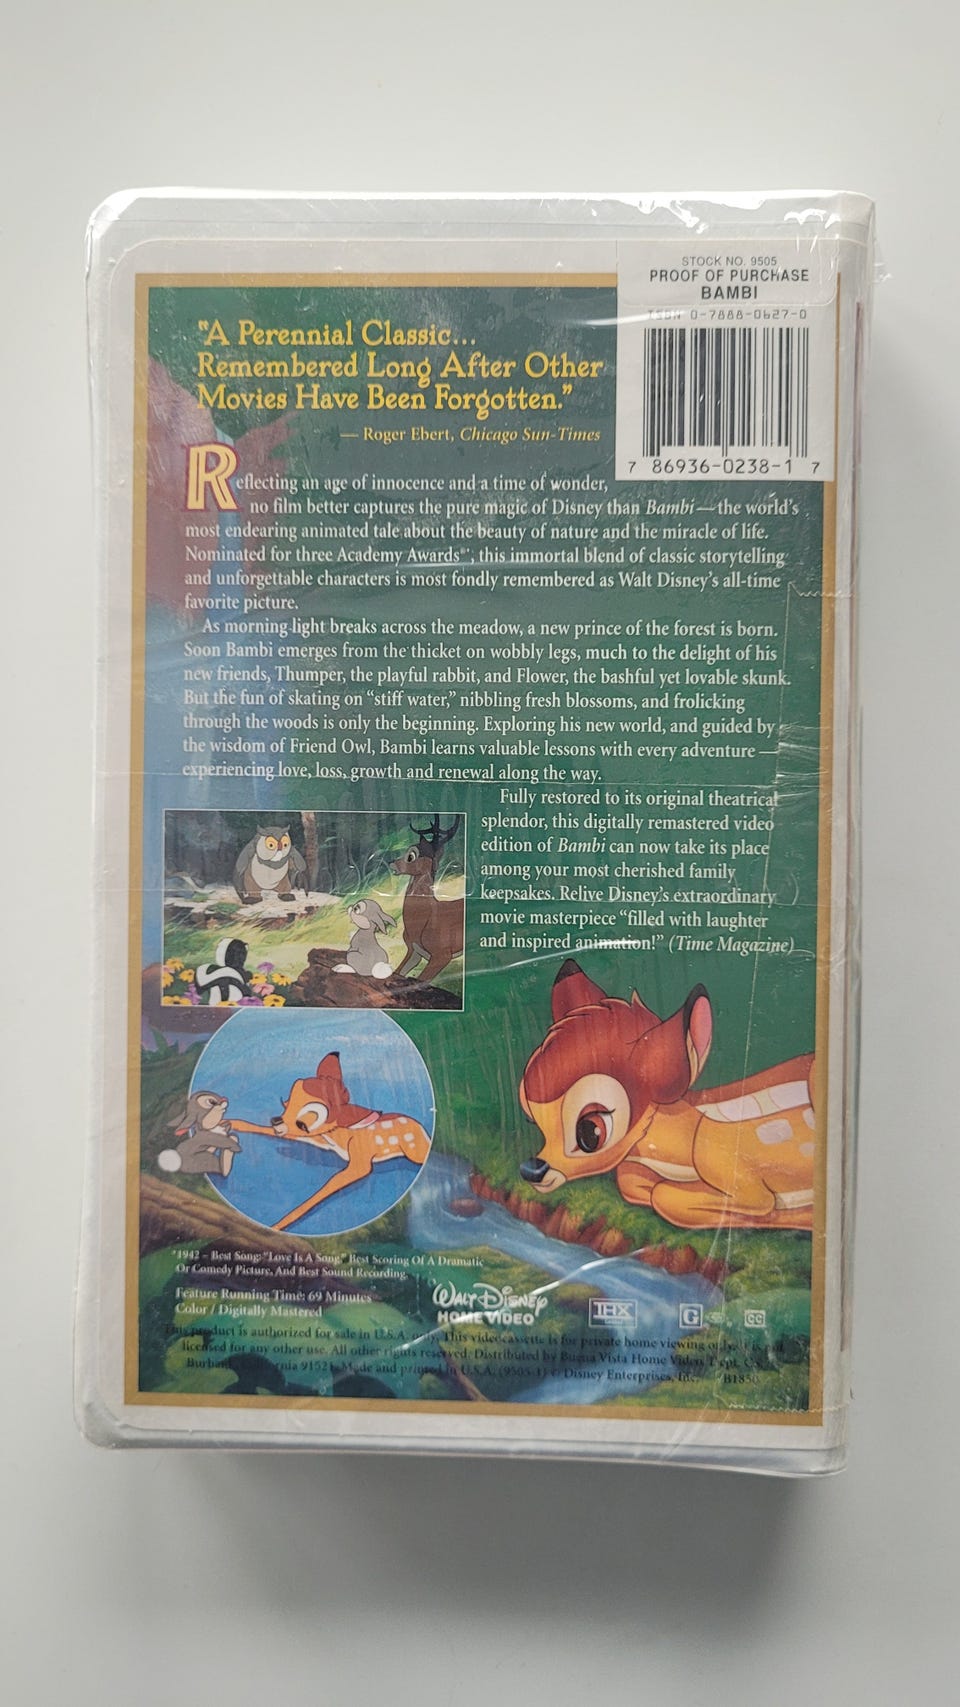 STOCK NO. 9505
PROOF OF PURCHASE
BAMBI
ISBN 0-7888-0627-0
7 86936-0238-1 7
"A Perennial Classic...
Remembered Long After Other
Movies Have Been Forgotten."
— Roger Ebert, Chicago Sun-Times
Reflecting an age of innocence and a time of wonder,
no film better captures the pure magic of Disney than Bambi—the world's
most endearing animated tale about the beauty of nature and the miracle of life.
Nominated for three Academy Awards®*, this immortal blend of classic storytelling
and unforgettable characters is most fondly remembered as Walt Disney's all-time
favorite picture.
As morning light breaks across the meadow, a new prince of the forest is born.
Soon Bambi emerges from the thicket on wobbly legs, much to the delight of his
new friends, Thumper, the playful rabbit, and Flower, the bashful yet lovable skunk.
But the fun of skating on "stiff water," nibbling fresh blossoms, and frolicking
through the woods is only the beginning. Exploring his new world, and guided by
the wisdom of Friend Owl, Bambi learns valuable lessons with every adventure —
experiencing love, loss, growth and renewal along the way.
Fully restored to its original theatrical
splendor, this digitally remastered video
edition of Bambi can now take its place
among your most cherished family
keepsakes. Relive Disney's extraordinary
movie masterpiece "filled with laughter
and inspired animation!" (Time Magazine)
*1942 – Best Song: "Love Is A Song," Best Scoring Of A Dramatic
Or Comedy Picture, And Best Sound Recording.
Feature Running Time: 69 Minutes
Color / Digitally Mastered
WALT DISNEY
HOME VIDEO
THX
G
CC
This product is authorized for sale in U.S.A. only. This videocassette is for private home viewing only.
licensed for any other use. All other rights reserved. Distributed by Buena Vista Home Video, Dept. CS,
Burbank, California 91521. Made and printed in U.S.A. (9505-1) © Disney Enterprises, Inc.